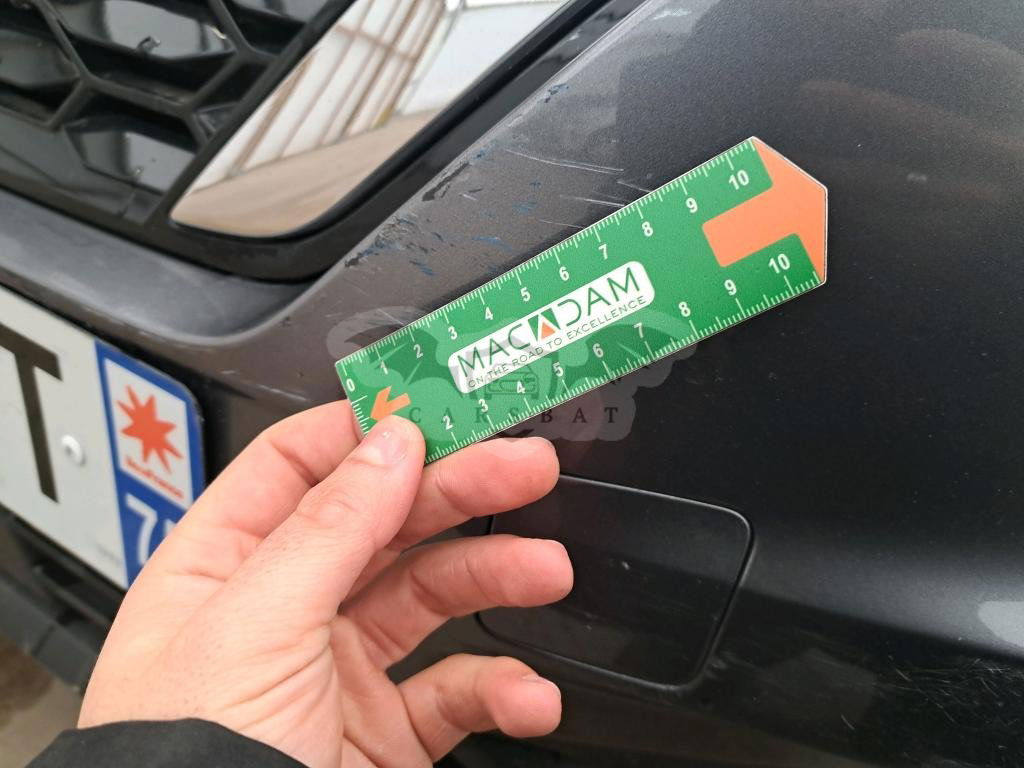 0 1 2 3 4 5 6 7 8 9 10
MACADAM
ON THE ROAD TO EXCELLENCE
2 3 4 5 6 7 8 9 10
CARSBAT
T
îledeFrance